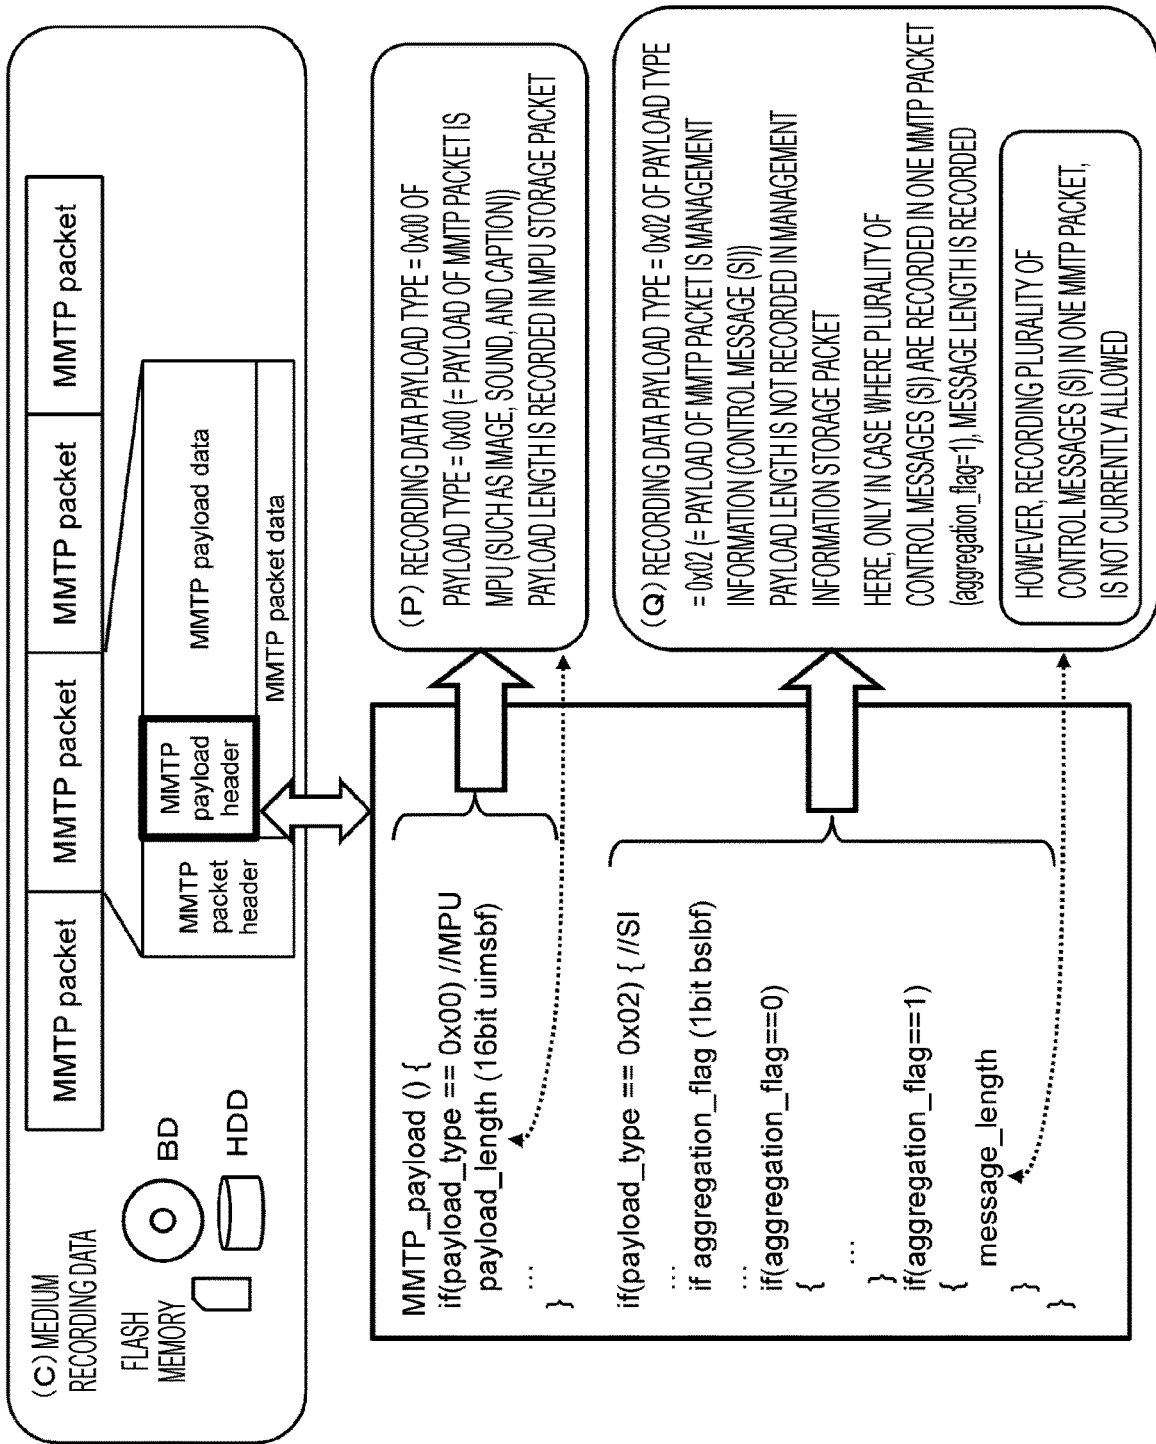 (C) MEDIUM
RECORDING DATA
FLASH
MEMORY
BD
HDD
MMTP packet
MMTP packet
MMTP packet
MMTP packet
MMTP
packet
header
MMTP
payload
header
MMTP payload data
MMTP packet data
MMTP_payload () {
if(payload_type == 0x00) //MPU
payload_length (16bit uimsbf)
...
}
if(payload_type == 0x02) { //SI
...
if aggregation_flag (1bit bslbf)
...
if(aggregation_flag==0)
{
...
}
if(aggregation_flag==1)
{
message_length
}
}
(P) RECORDING DATA PAYLOAD TYPE = 0x00 OF
PAYLOAD TYPE = 0x00 (= PAYLOAD OF MMTP PACKET IS
MPU (SUCH AS IMAGE, SOUND, AND CAPTION))
PAYLOAD LENGTH IS RECORDED IN MPU STORAGE PACKET
(Q) RECORDING DATA PAYLOAD TYPE = 0x02 OF PAYLOAD TYPE
= 0x02 (= PAYLOAD OF MMTP PACKET IS MANAGEMENT
INFORMATION (CONTROL MESSAGE (SI))
PAYLOAD LENGTH IS NOT RECORDED IN MANAGEMENT
INFORMATION STORAGE PACKET
HERE, ONLY IN CASE WHERE PLURALITY OF
CONTROL MESSAGES (SI) ARE RECORDED IN ONE MMTP PACKET
(aggregation_flag=1), MESSAGE LENGTH IS RECORDED
HOWEVER, RECORDING PLURALITY OF
CONTROL MESSAGES (SI) IN ONE MMTP PACKET,
IS NOT CURRENTLY ALLOWED